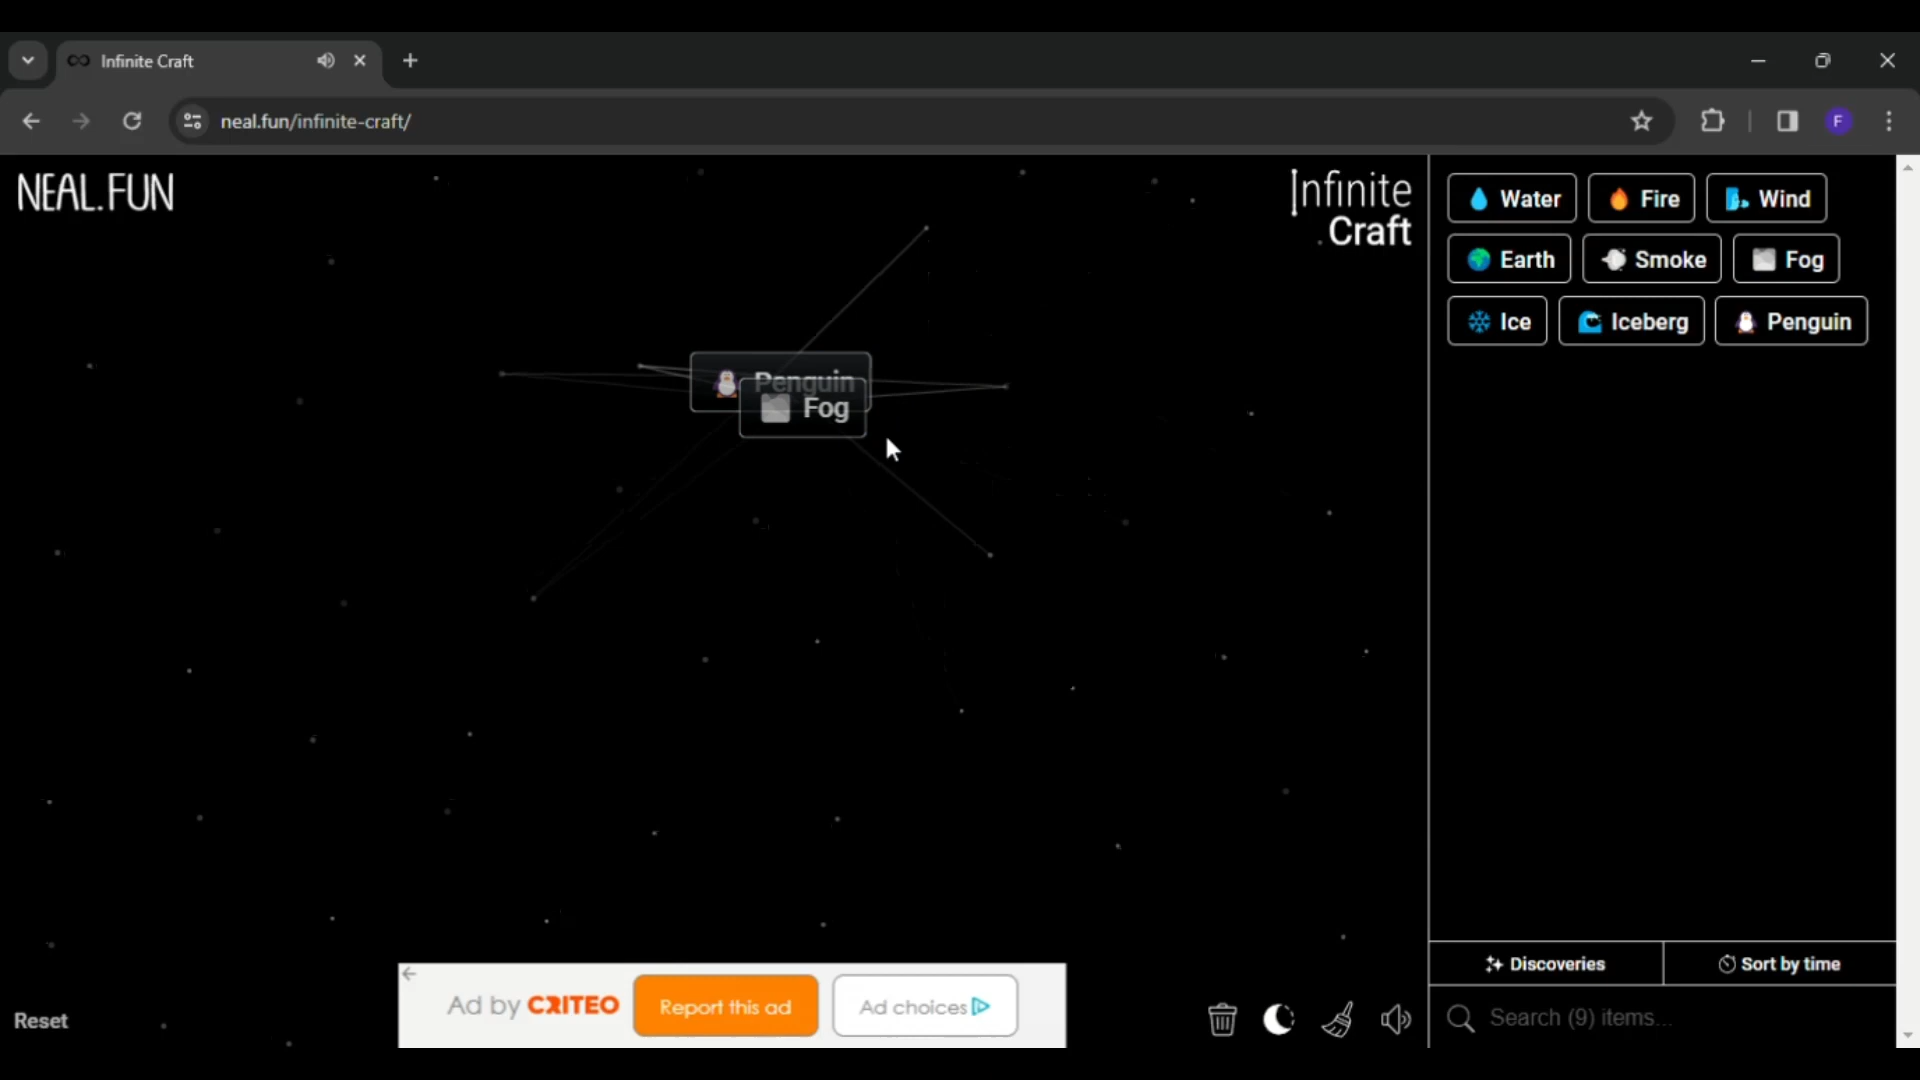 Infinite Craft
neal.fun/infinite-craft/
F
NEAL.FUN
Infinite
Craft
Water
Fire
Wind
Earth
Smoke
Fog
Ice
Iceberg
Penguin
Penguin
Fog
Discoveries
Sort by time
Search (9) items...
Reset
Ad by CRITEO
Report this ad
Ad choices